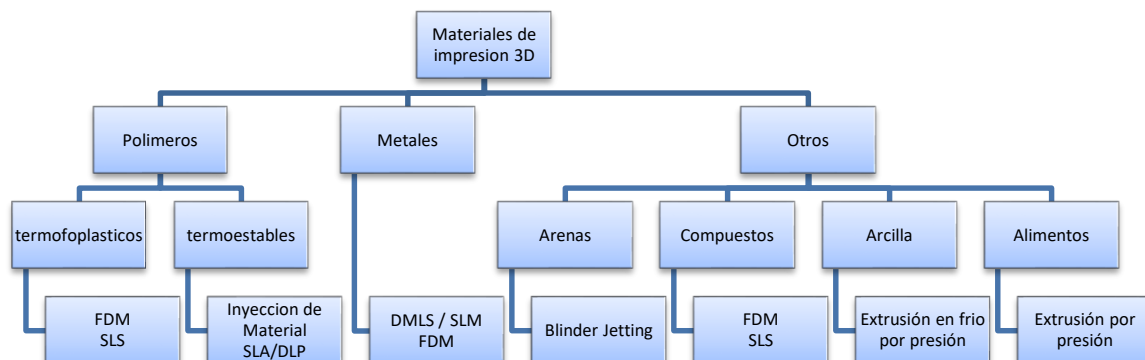 Materiales de
impresion 3D
Polimeros
Metales
Otros
termofoplasticos
termoestables
Arenas
Compuestos
Arcilla
Alimentos
FDM
SLS
Inyeccion de
Material
SLA/DLP
DMLS / SLM
FDM
Blinder Jetting
FDM
SLS
Extrusión en frio
por presión
Extrusión por
presión